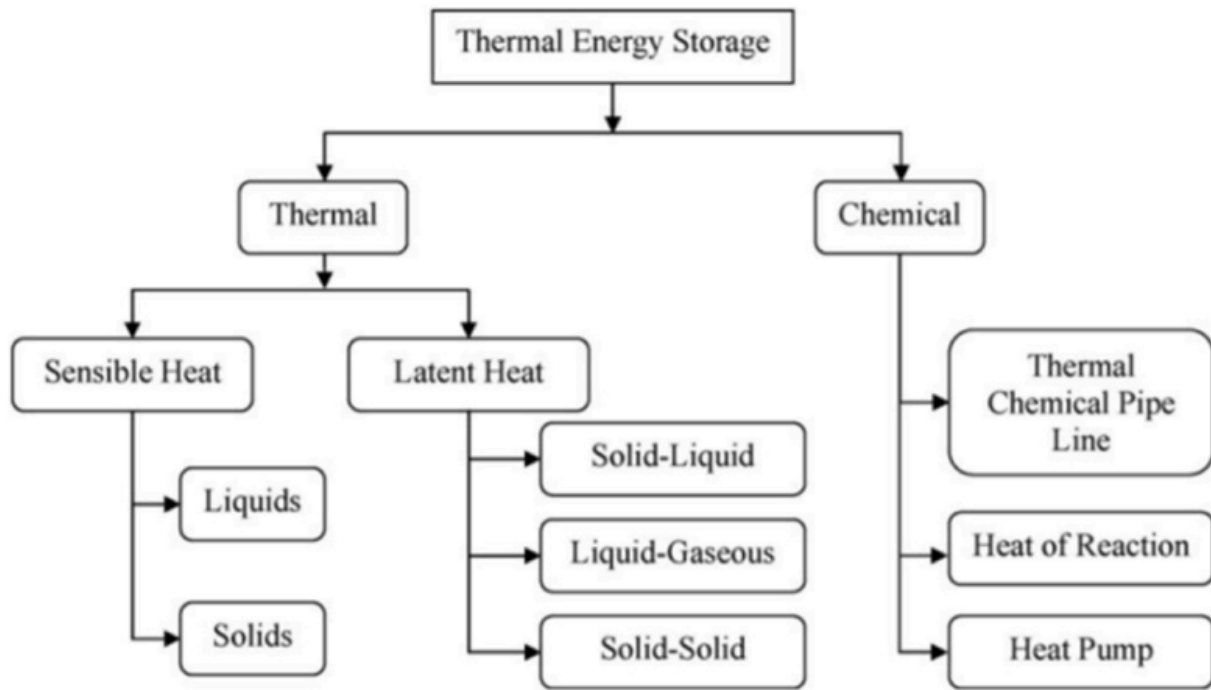 Thermal Energy Storage
Thermal
Chemical
Sensible Heat
Latent Heat
Liquids
Solids
Solid-Liquid
Liquid-Gaseous
Solid-Solid
Thermal
Chemical Pipe
Line
Heat of Reaction
Heat Pump